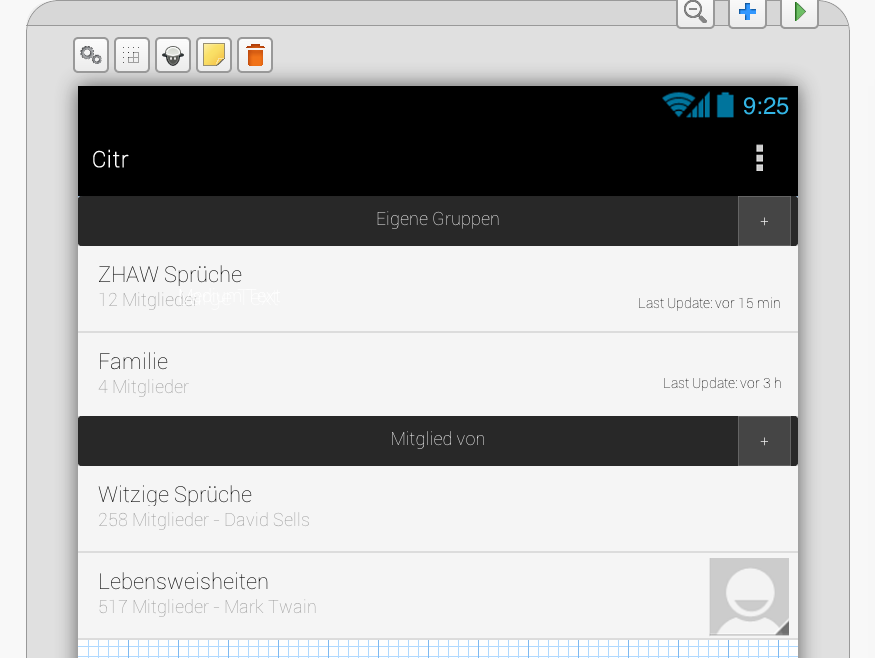 9:25
Citr
Eigene Gruppen
+
ZHAW Sprüche
12 Mitglieder
Last Update: vor 15 min
Familie
4 Mitglieder
Last Update: vor 3 h
Mitglied von
+
Witzige Sprüche
258 Mitglieder - David Sells
Lebensweisheiten
517 Mitglieder - Mark Twain